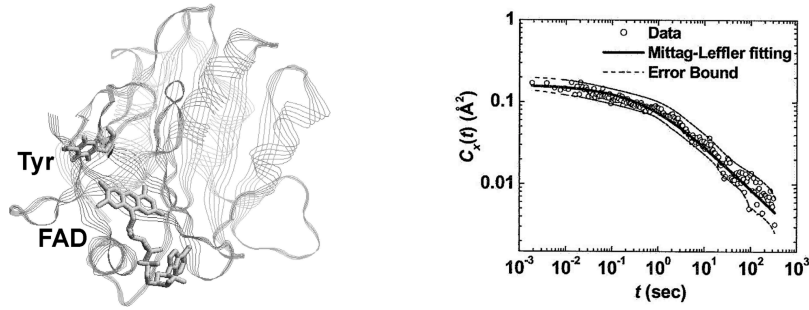 Tyr
FAD
1
0.1
0.01
Cₓ(t) (Å²)
Data
Mittag-Leffler fitting
Error Bound
10⁻³ 10⁻² 10⁻¹ 10⁰ 10¹ 10² 10³
t (sec)